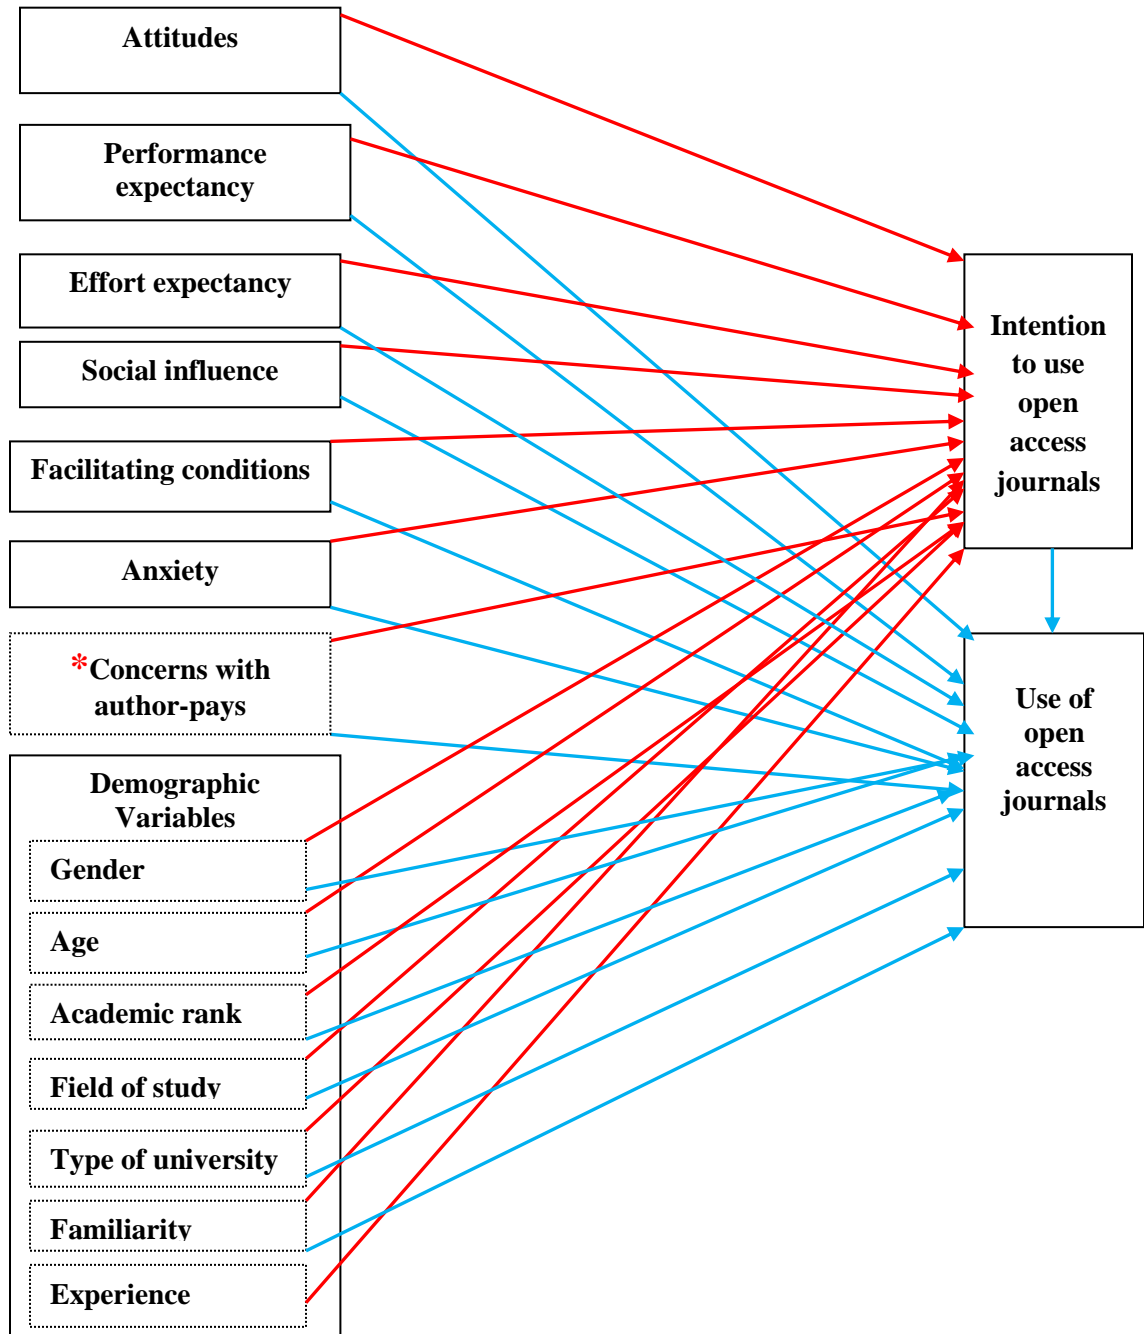 Attitudes
Performance
expectancy
Effort expectancy
Social influence
Facilitating conditions
Anxiety
*Concerns with
author-pays
Demographic
Variables
Gender
Age
Academic rank
Field of study
Type of university
Familiarity
Experience
Intention
to use
open
access
journals
Use of
open
access
journals